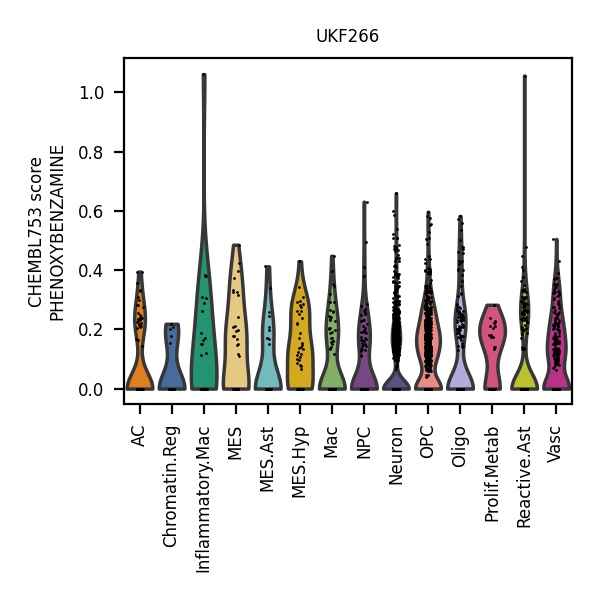 UKF266
CHEMBL753 score
PHENOXYBENZAMINE
1.0
0.8
0.6
0.4
0.2
0.0
AC
Chromatin.Reg
Inflammatory.Mac
MES
MES.Ast
MES.Hyp
Mac
NPC
Neuron
OPC
Oligo
Prolif.Metab
Reactive.Ast
Vasc